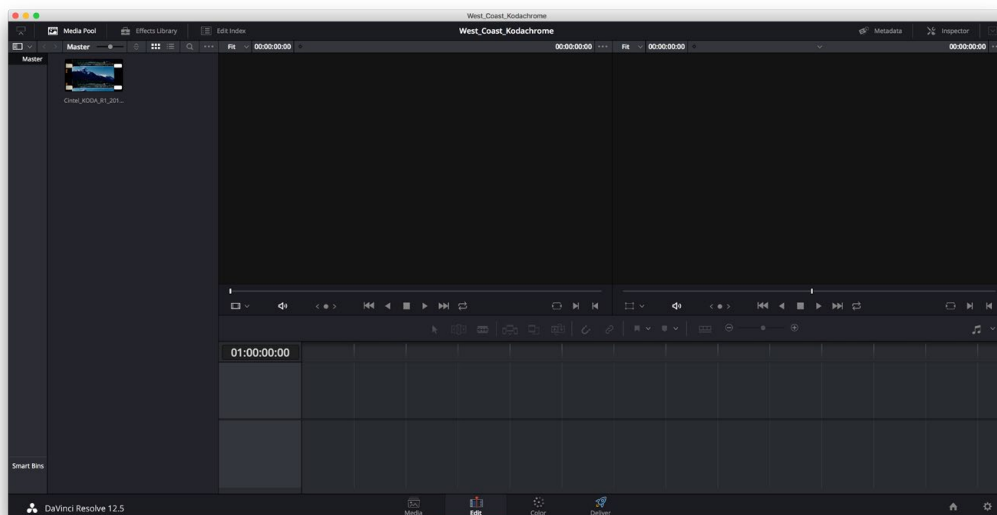 West_Coast_Kodachrome
Media Pool Effects Library Edit Index West_Coast_Kodachrome Metadata Inspector
Master Fit 00:00:00:00 00:00:00:00 Fit 00:00:00:00 00:00:00:00
Master
Cintel_KODA_R1_201...
01:00:00:00
Smart Bins
DaVinci Resolve 12.5 Media Edit Color Deliver